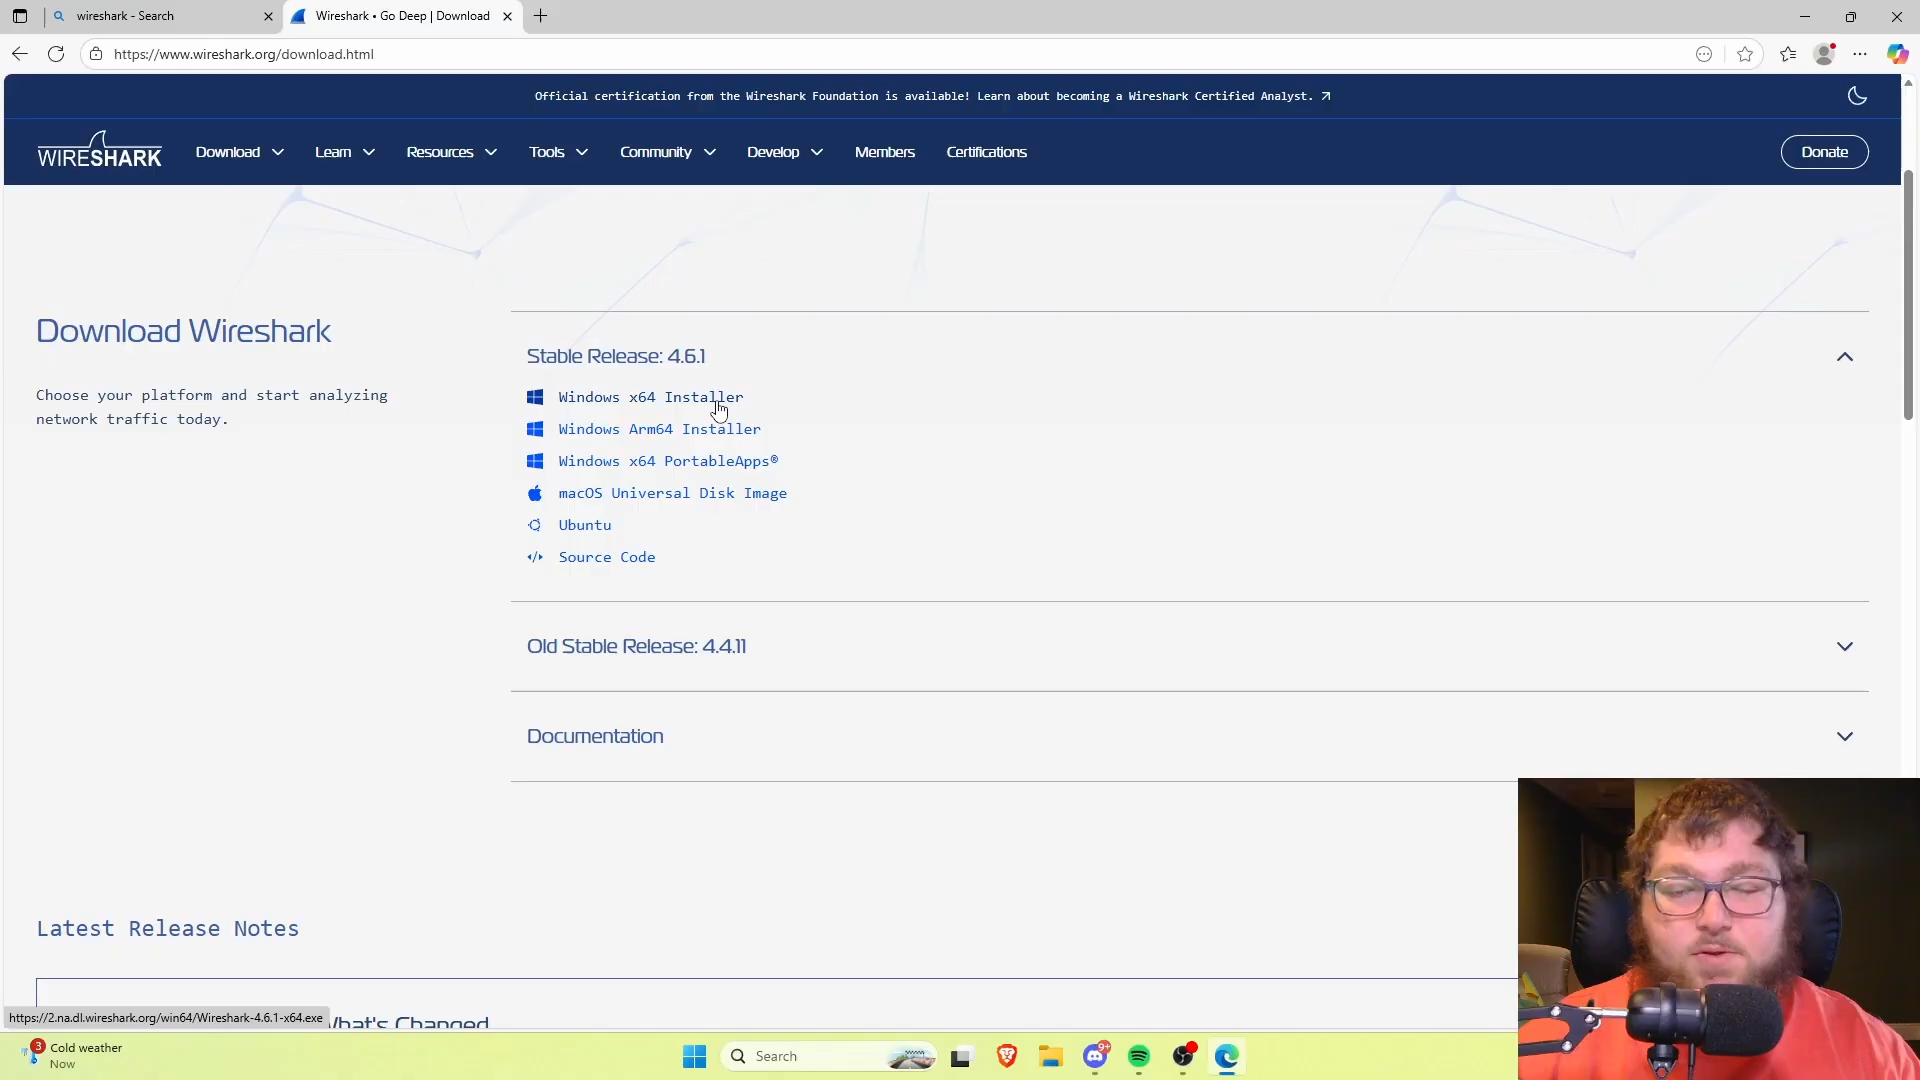 wireshark - Search
Wireshark • Go Deep | Download
https://www.wireshark.org/download.html
Official certification from the Wireshark Foundation is available! Learn about becoming a Wireshark Certified Analyst. ↗
WIRESHARK
Download
Learn
Resources
Tools
Community
Develop
Members
Certifications
Donate
Download Wireshark
Choose your platform and start analyzing
network traffic today.
Stable Release: 4.6.1
Windows x64 Installer
Windows Arm64 Installer
Windows x64 PortableApps®
macOS Universal Disk Image
Ubuntu
Source Code
Old Stable Release: 4.4.11
Documentation
Latest Release Notes
What's Changed
https://2.na.dl.wireshark.org/win64/Wireshark-4.6.1-x64.exe
3
Cold weather
Now
Search
9+